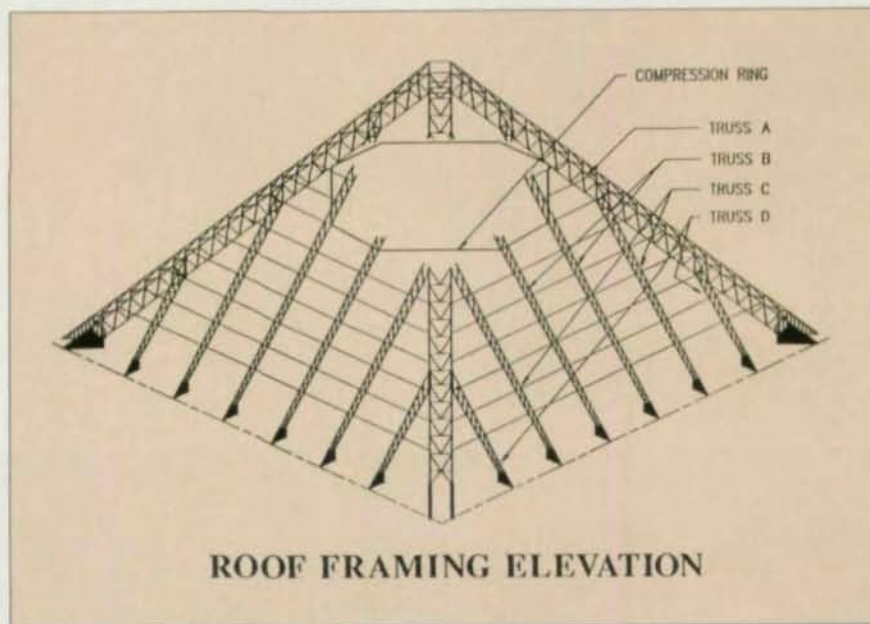 COMPRESSION RING
TRUSS A
TRUSS B
TRUSS C
TRUSS D
ROOF FRAMING ELEVATION